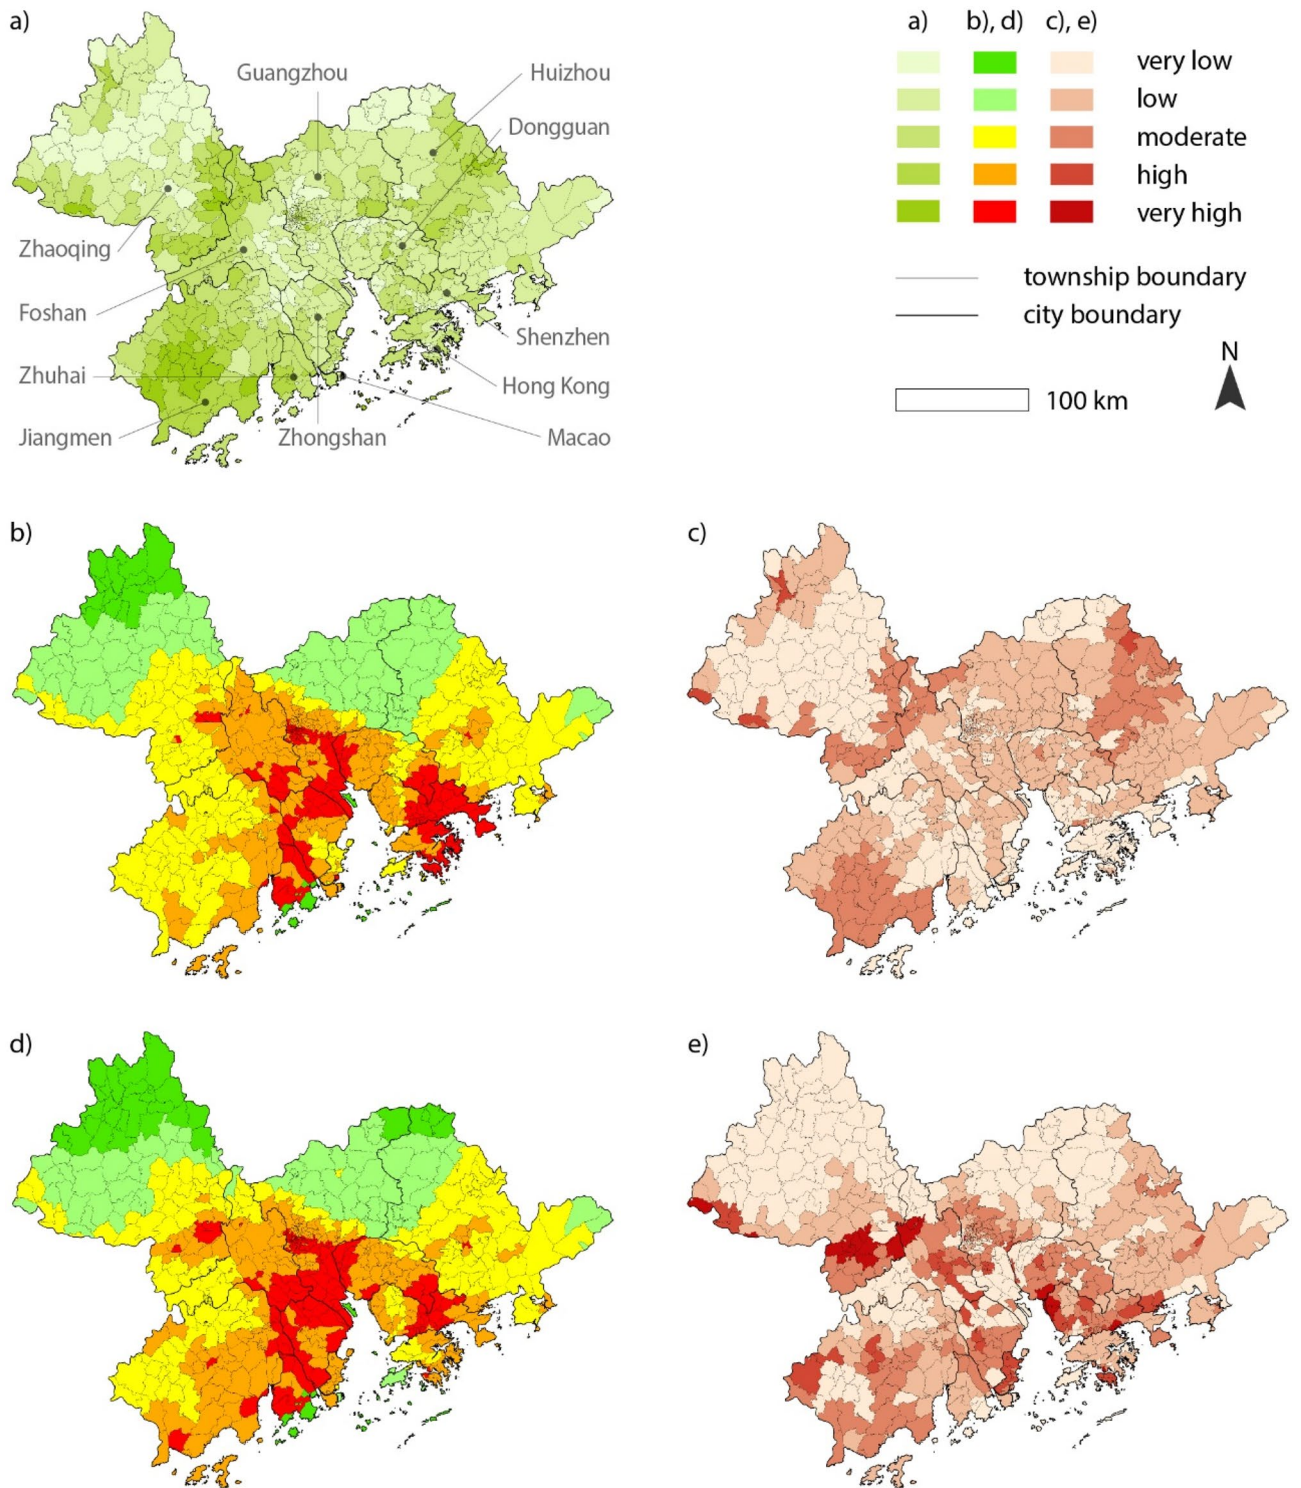 a)
Guangzhou
Huizhou
Dongguan
Zhaoqing
Foshan
Shenzhen
Zhuhai
Hong Kong
Jiangmen
Zhongshan
Macao
a) b), d) c), e)
very low
low
moderate
high
very high
township boundary
city boundary
N
100 km
b)
c)
d)
e)